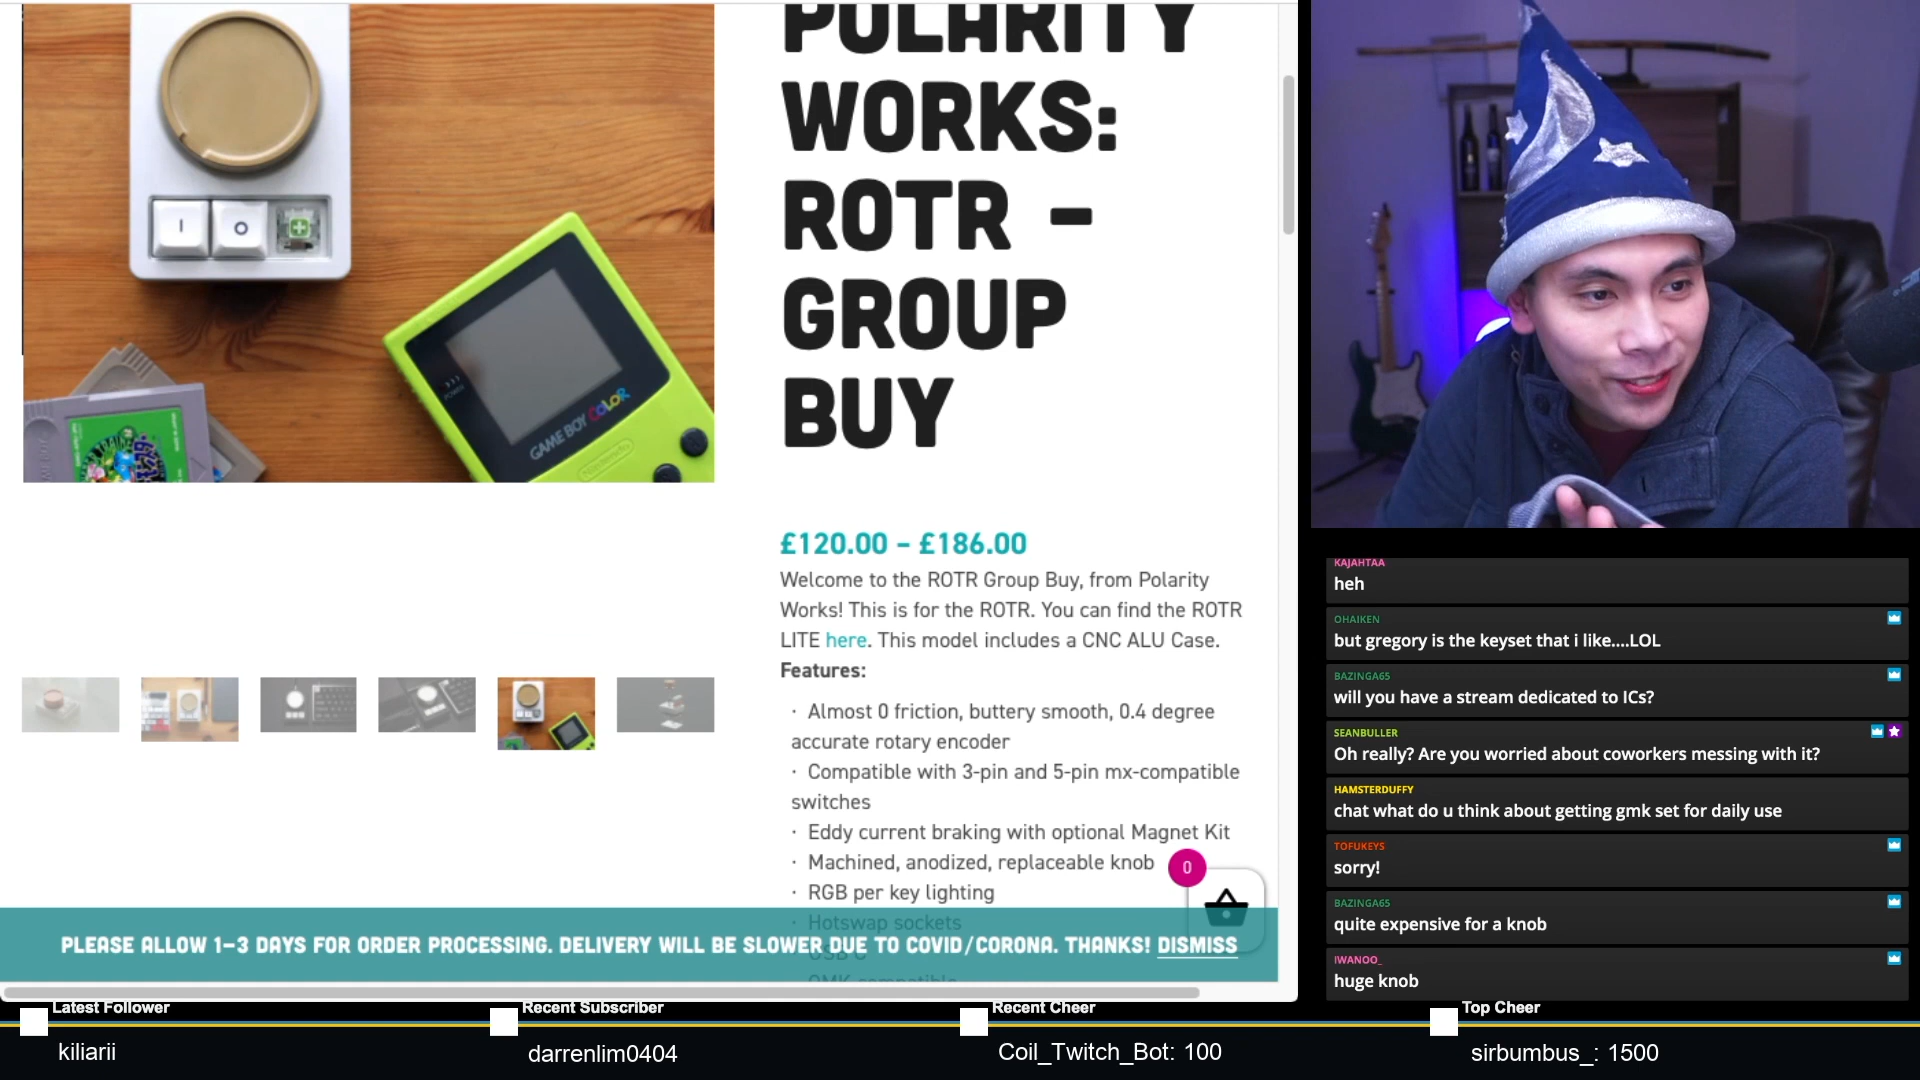 POLARITY
WORKS:
ROTR -
GROUP
BUY
£120.00 – £186.00
Welcome to the ROTR Group Buy, from Polarity
Works! This is for the ROTR. You can find the ROTR
LITE here. This model includes a CNC ALU Case.
Features:
· Almost 0 friction, buttery smooth, 0.4 degree
accurate rotary encoder
· Compatible with 3-pin and 5-pin mx-compatible
switches
· Eddy current braking with optional Magnet Kit
· Machined, anodized, replaceable knob
· RGB per key lighting
· Hotswap sockets
USB C
QMK compatible
0
PLEASE ALLOW 1-3 DAYS FOR ORDER PROCESSING. DELIVERY WILL BE SLOWER DUE TO COVID/CORONA. THANKS! DISMISS
GAME BOY COLOR
Nintendo
POWER
KAJAHTAA
heh
OHAIKEN
but gregory is the keyset that i like....LOL
BAZINGA65
will you have a stream dedicated to ICs?
SEANBULLER
Oh really? Are you worried about coworkers messing with it?
HAMSTERDUFFY
chat what do u think about getting gmk set for daily use
TOFUKEYS
sorry!
BAZINGA65
quite expensive for a knob
IWANOO_
huge knob
Latest Follower
kiliarii
Recent Subscriber
darrenlim0404
Recent Cheer
Coil_Twitch_Bot: 100
Top Cheer
sirbumbus_: 1500